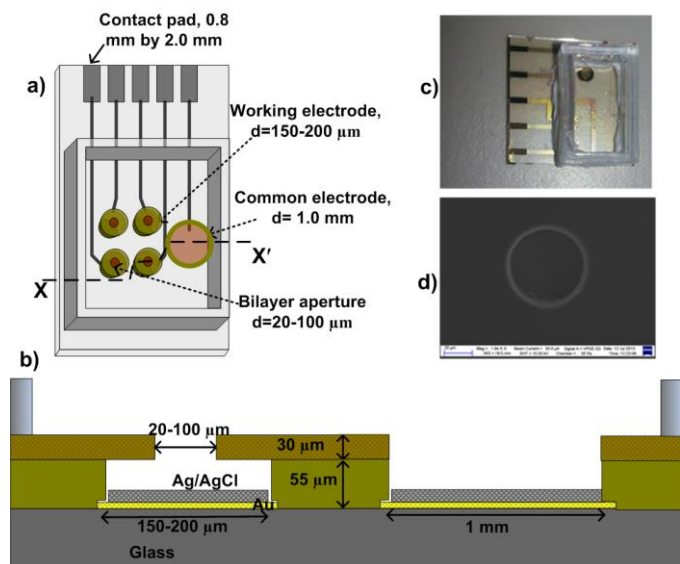 Contact pad, 0.8
mm by 2.0 mm
a)
Working electrode,
d=150-200 µm
Common electrode,
d= 1.0 mm
X'
X
Bilayer aperture
d=20-100 µm
c)
d)
b)
20-100 µm
30 µm
Ag/AgCl
55 µm
Au
150-200 µm
1 mm
Glass